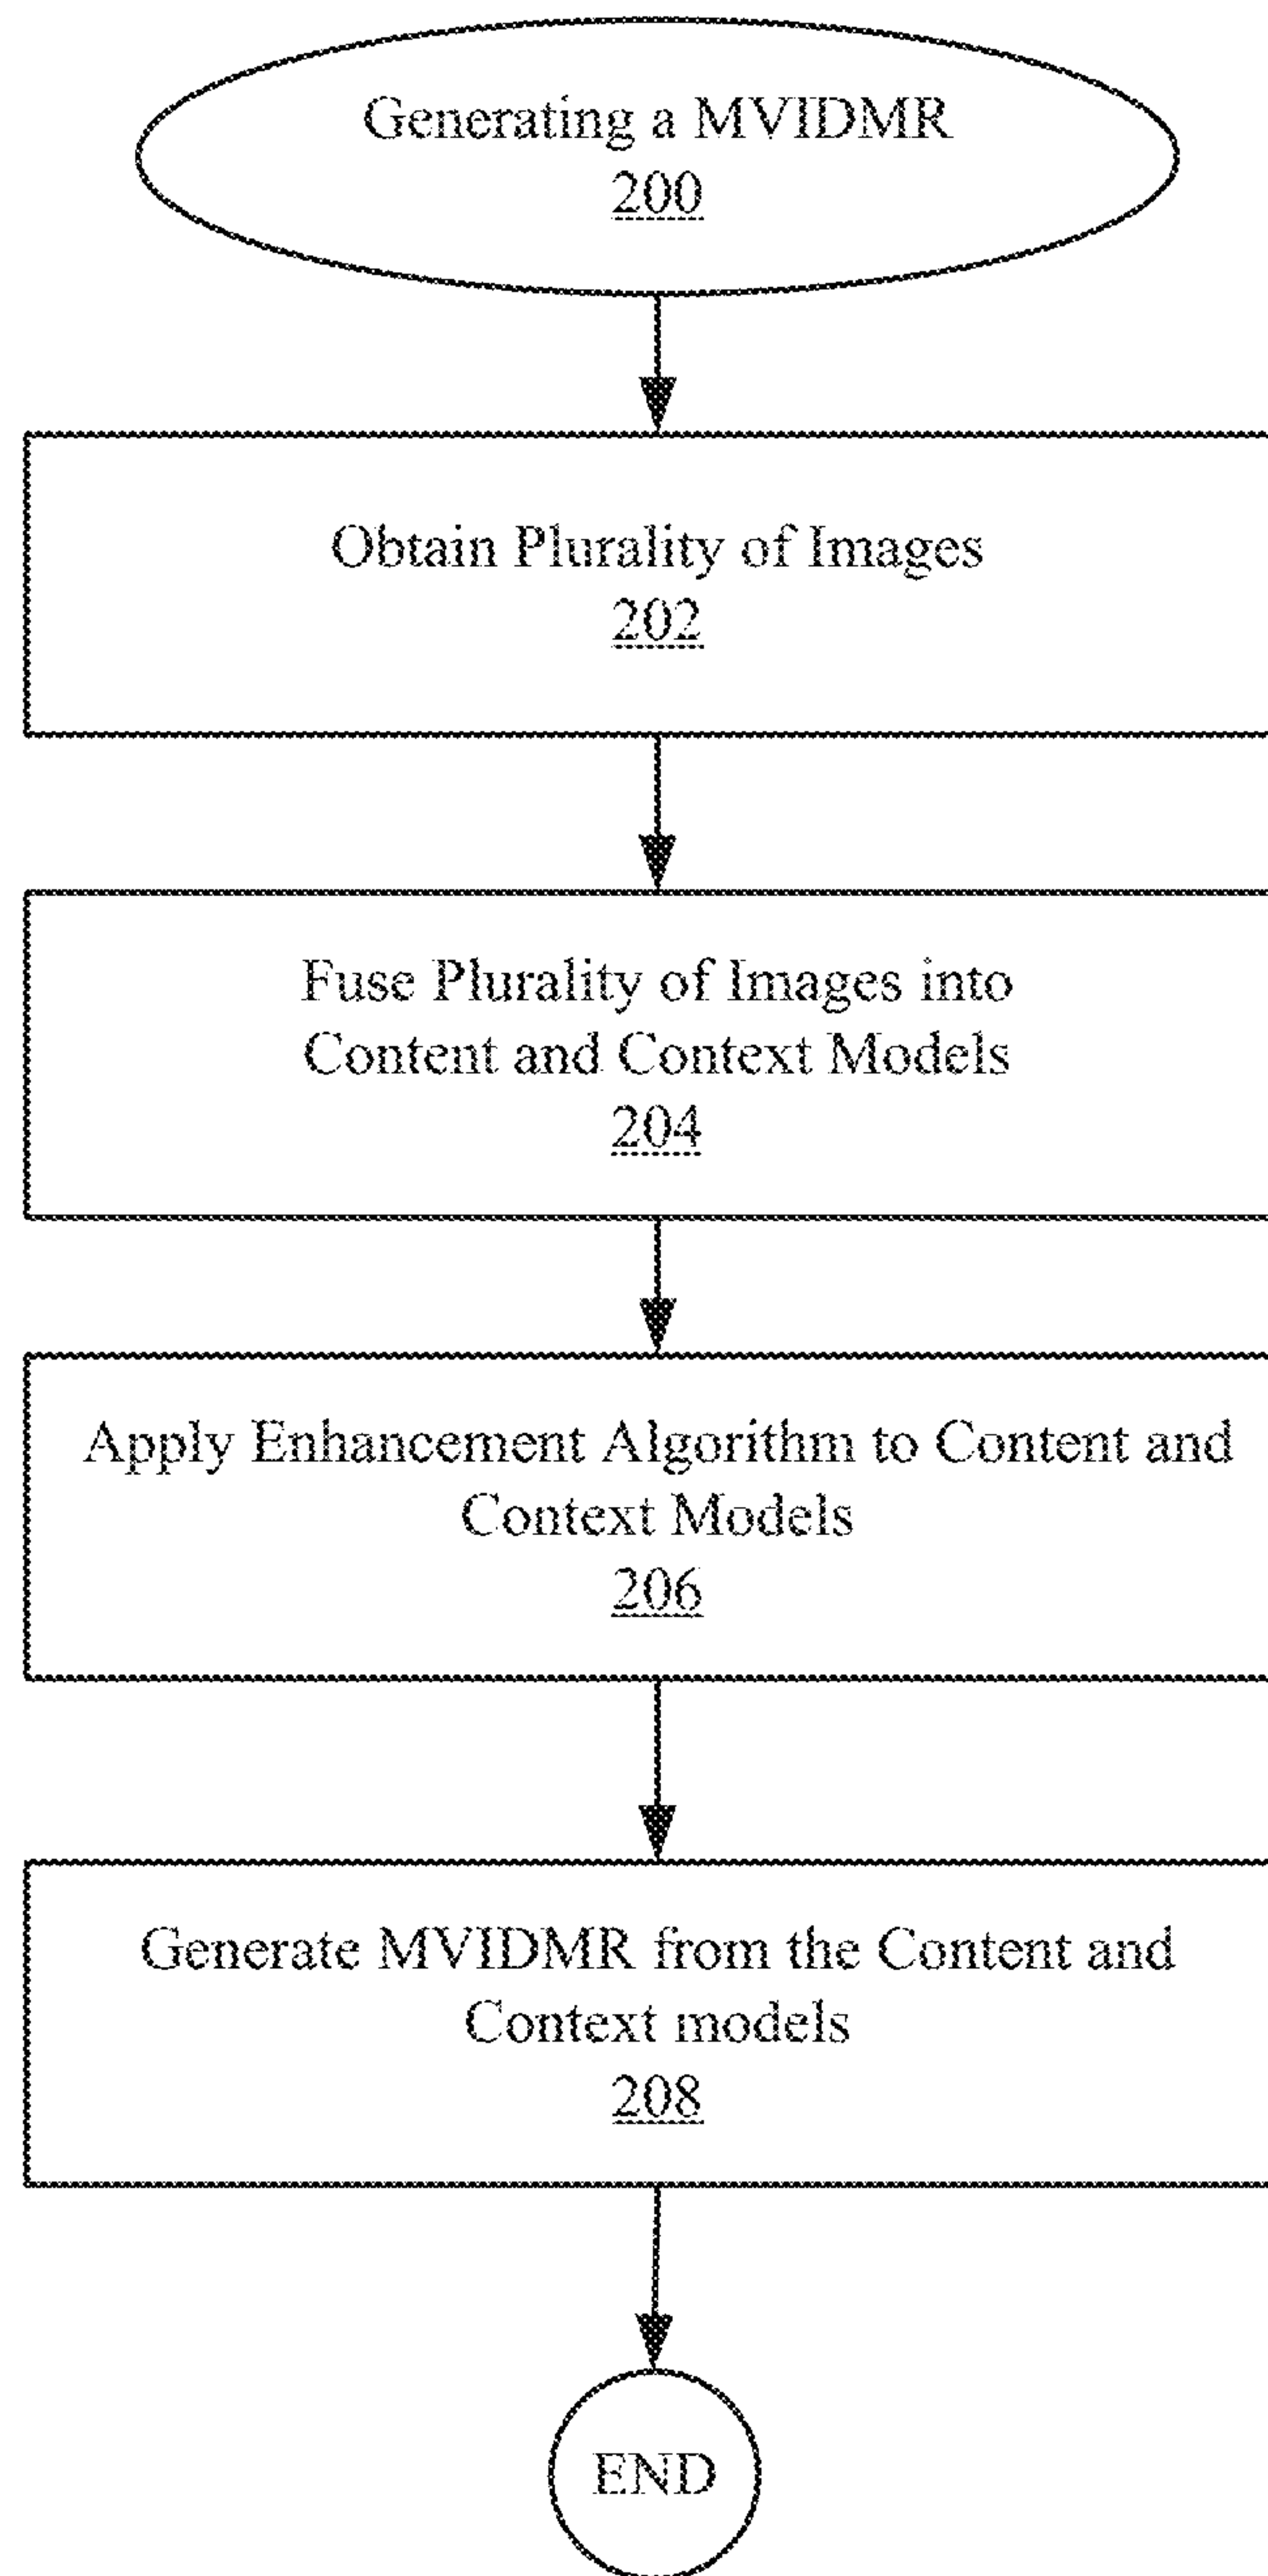 Generating a MVIDMR
200
Obtain Plurality of Images
202
Fuse Plurality of Images into
Content and Context Models
204
Apply Enhancement Algorithm to Content and
Context Models
206
Generate MVIDMR from the Content and
Context models
208
END